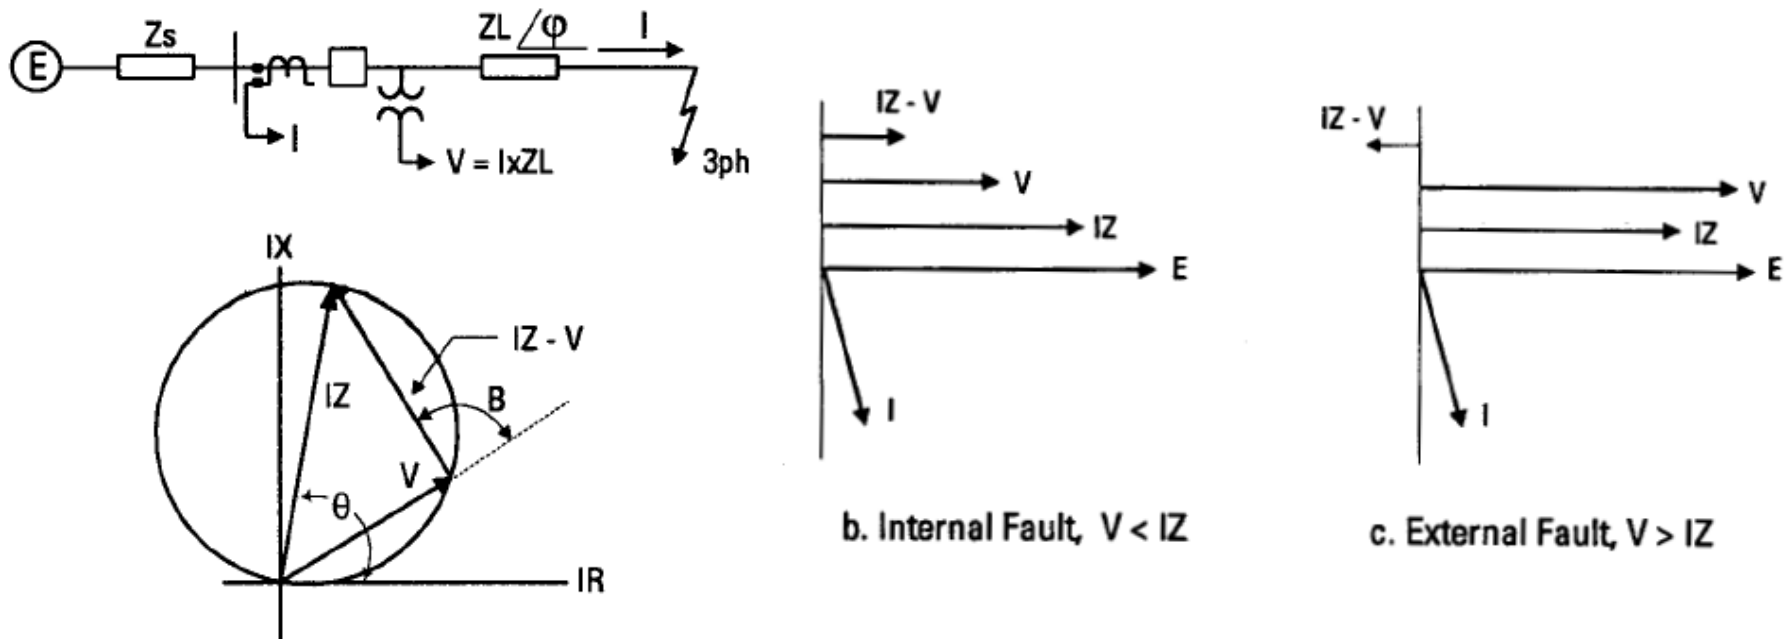 E
Zs
I
V = IxZL
ZL φ
I
3ph
IX
IZ
IZ - V
B
V
θ
IR
IZ - V
V
IZ
E
I
b. Internal Fault, V < IZ
IZ - V
V
IZ
E
I
c. External Fault, V > IZ